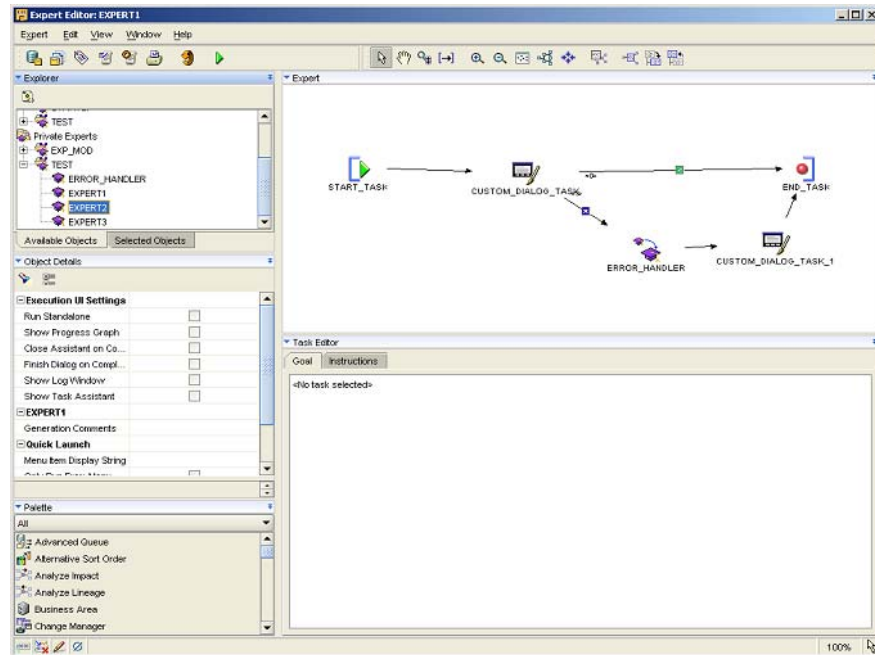 Expert Editor: EXPERT1
Expert Edit View Window Help
Explorer
TEST
Private Experts
EXP_MOD
TEST
ERROR_HANDLER
EXPERT1
EXPERT2
EXPERT3
Available Objects Selected Objects
Object Details
Execution UI Settings
Run Standalone
Show Progress Graph
Close Assistant on Co...
Finish Dialog on Compl...
Show Log Window
Show Task Assistant
EXPERT1
Generation Comments
Quick Launch
Menu Item Display String
Palette
All
Advanced Queue
Alternative Sort Order
Analyze Impact
Analyze Lineage
Business Area
Change Manager
Expert
START_TASK
CUSTOM_DIALOG_TASK
END_TASK
ERROR_HANDLER
CUSTOM_DIALOG_TASK_1
Task Editor
Goal Instructions
<No task selected>
100%